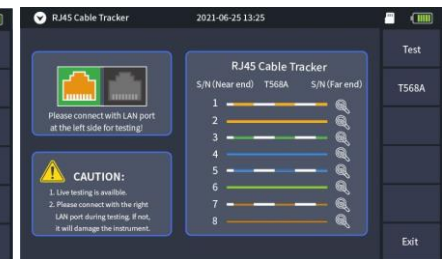 RJ45 Cable Tracker
2021-06-25 13:25
Please connect with LAN port
at the left side for testing!
CAUTION:
1. Live testing is availble.
2. Please connect with the right
LAN port during testing. If not,
it will damage the instrument.
RJ45 Cable Tracker
S/N(Near end) T568A S/N(Far end)
1
2
3
4
5
6
7
8
Test
T568A
Exit